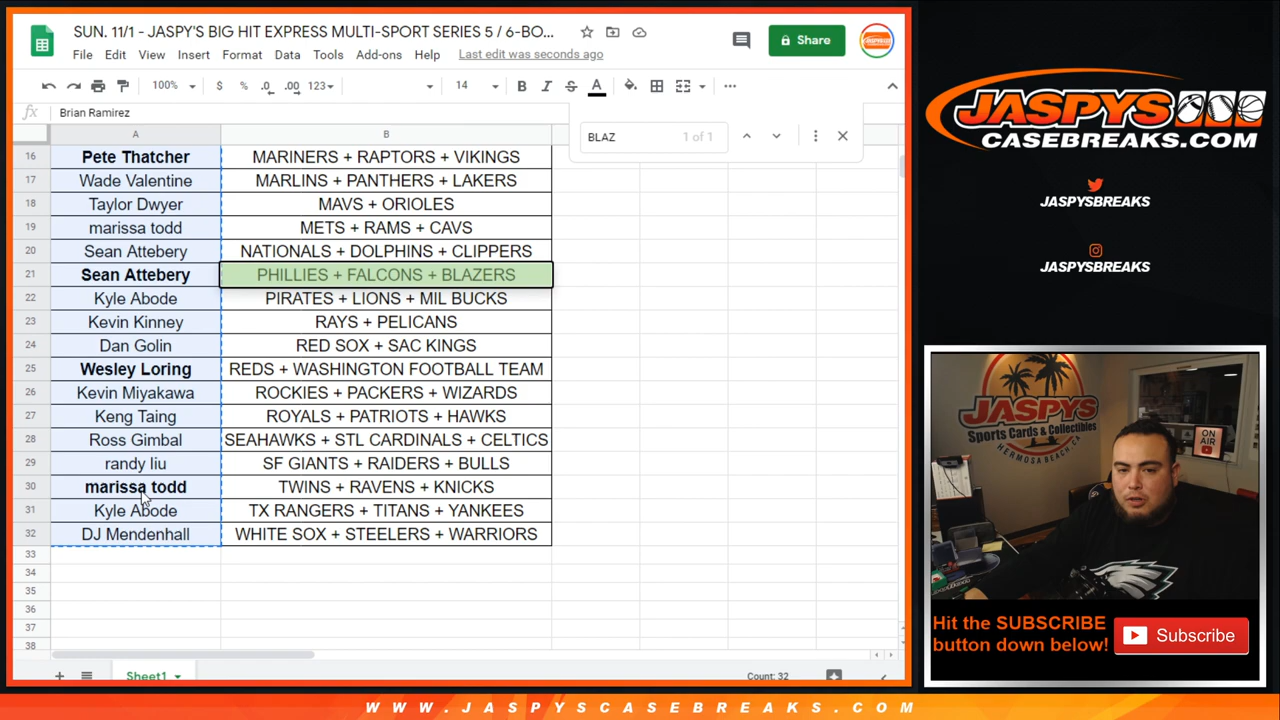 SUN. 11/1 - JASPY'S BIG HIT EXPRESS MULTI-SPORT SERIES 5 / 6-BO...
File Edit View Insert Format Data Tools Add-ons Help Last edit was seconds ago
Share
100% $ % .0 .00 123 14 B I S A
fx Brian Ramirez
BLAZ 1 of 1
A B
16 Pete Thatcher MARINERS + RAPTORS + VIKINGS
17 Wade Valentine MARLINS + PANTHERS + LAKERS
18 Taylor Dwyer MAVS + ORIOLES
19 marissa todd METS + RAMS + CAVS
20 Sean Attebery NATIONALS + DOLPHINS + CLIPPERS
21 Sean Attebery PHILLIES + FALCONS + BLAZERS
22 Kyle Abode PIRATES + LIONS + MIL BUCKS
23 Kevin Kinney RAYS + PELICANS
24 Dan Golin RED SOX + SAC KINGS
25 Wesley Loring REDS + WASHINGTON FOOTBALL TEAM
26 Kevin Miyakawa ROCKIES + PACKERS + WIZARDS
27 Keng Taing ROYALS + PATRIOTS + HAWKS
28 Ross Gimbal SEAHAWKS + STL CARDINALS + CELTICS
29 randy liu SF GIANTS + RAIDERS + BULLS
30 marissa todd TWINS + RAVENS + KNICKS
31 Kyle Abode TX RANGERS + TITANS + YANKEES
32 DJ Mendenhall WHITE SOX + STEELERS + WARRIORS
33
34
35
36
37
38
Sheet1 Count: 32
JASPYS
CASEBREAKS.COM
JASPYSBREAKS
JASPYSBREAKS
JASPYS
Sports Cards & Collectibles
HERMOSA BEACH, CA
ON
AIR
Hit the SUBSCRIBE
button down below!
Subscribe
WWW.JASPYSCASEBREAKS.COM